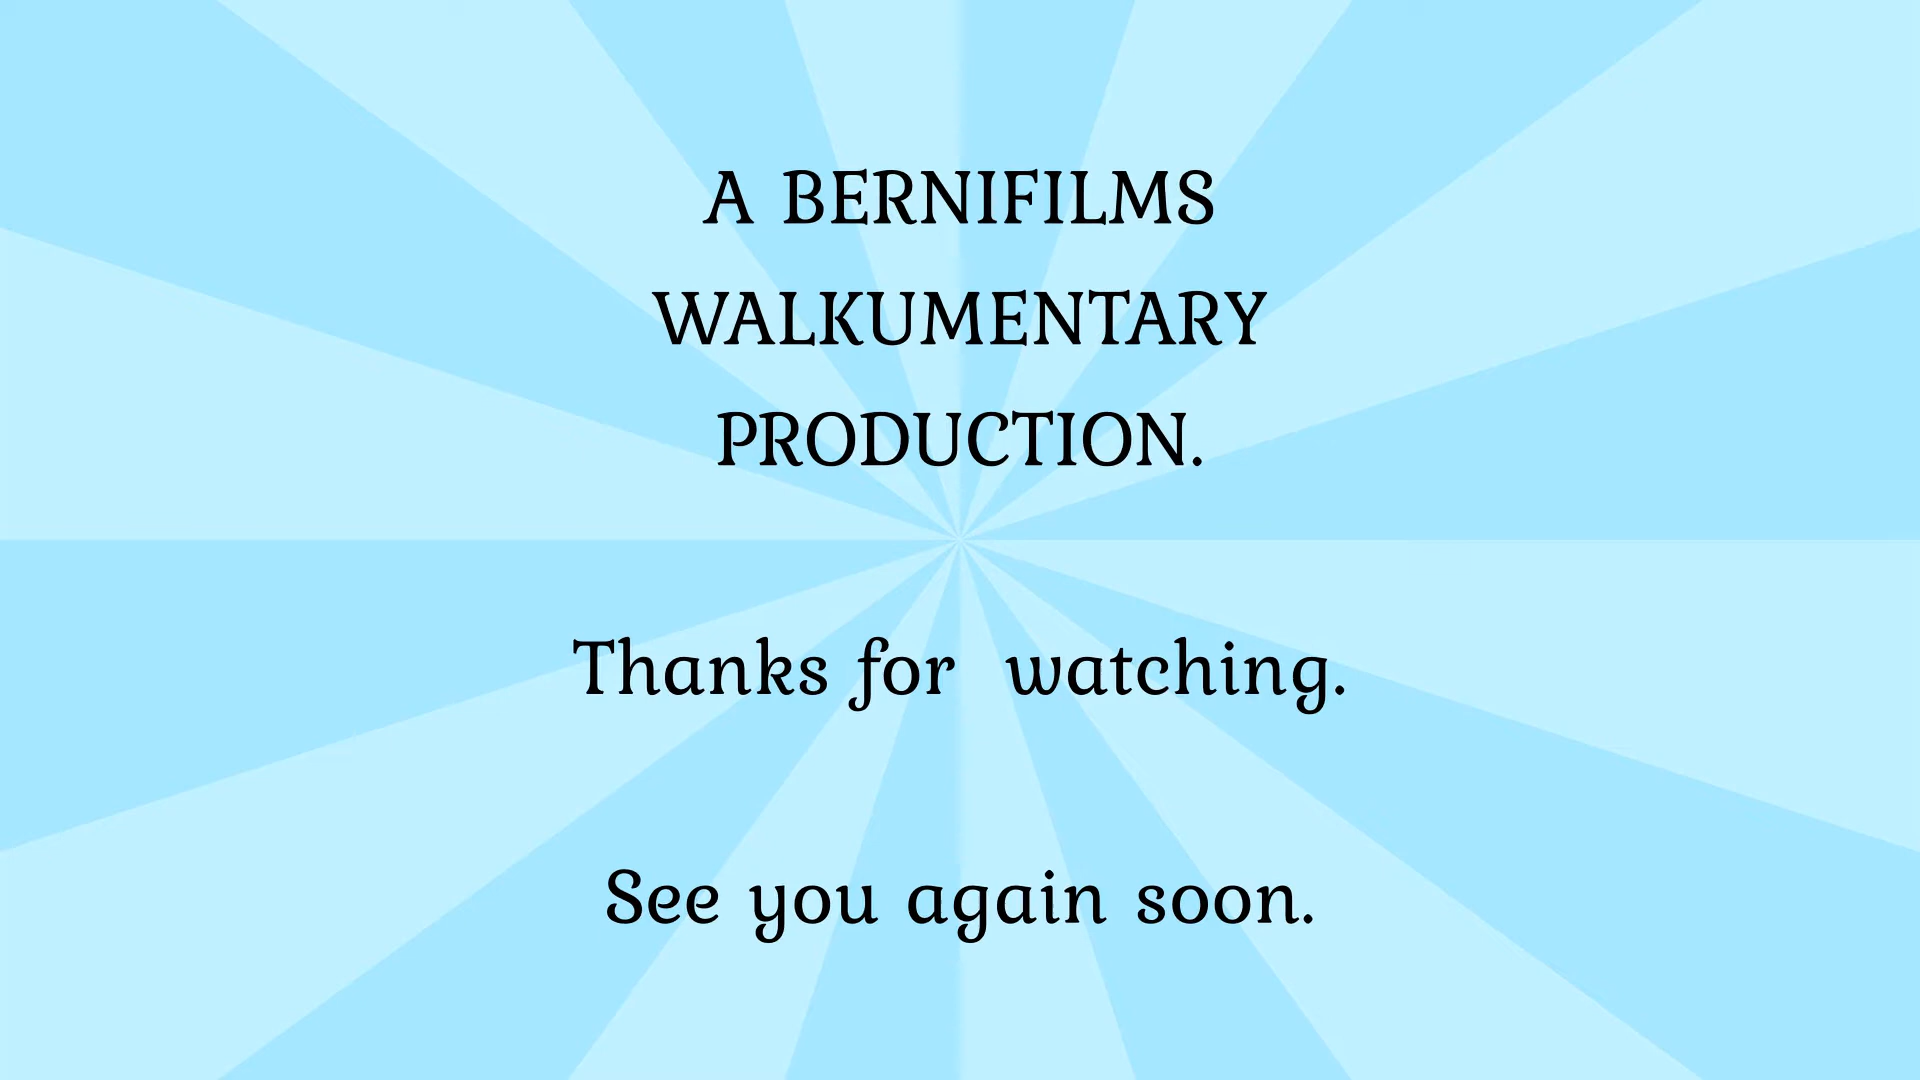 A BERNIFILMS
WALKUMENTARY
PRODUCTION.
Thanks for  watching.
See you again soon.